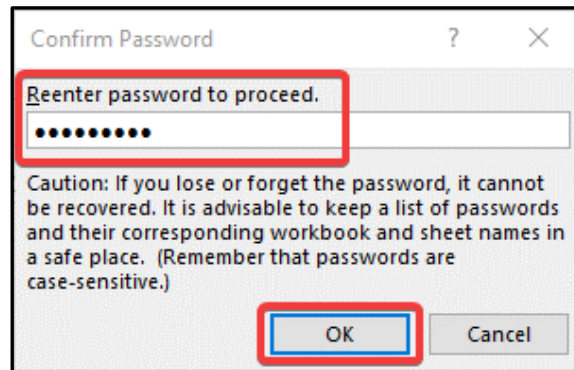 Confirm Password ? ×
Reenter password to proceed.
•••••••••
Caution: If you lose or forget the password, it cannot
be recovered. It is advisable to keep a list of passwords
and their corresponding workbook and sheet names in
a safe place.  (Remember that passwords are
case-sensitive.)
OK Cancel